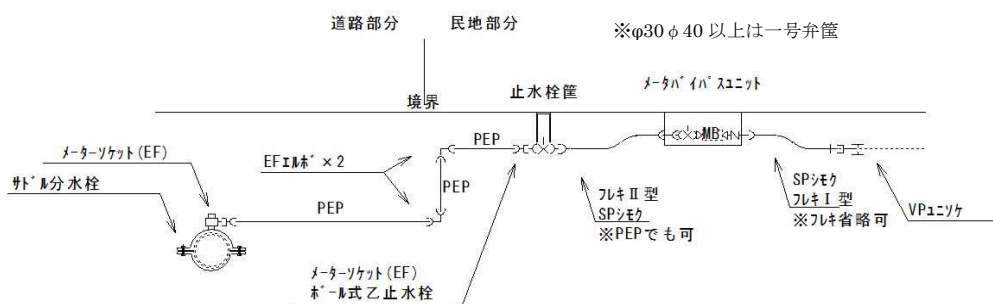 道路部分
民地部分
※φ30φ40 以上は一号弁筐
境界
止水栓筐
ﾒｰﾀﾊﾞｲﾊﾟｽﾕﾆｯﾄ
ﾒｰﾀｰｿｹｯﾄ(EF)
ｻﾄﾞﾙ分水栓
EFｴﾙﾎﾞ×2
PEP
PEP
PEP
MB
ﾌﾚｷⅡ型
SPｼﾓｸ
※PEPでも可
SPｼﾓｸ
ﾌﾚｷⅠ型
※ﾌﾚｷ省略可
VPﾕﾆｿｹ
ﾒｰﾀｰｿｹｯﾄ(EF)
ﾎﾞｰﾙ式乙止水栓